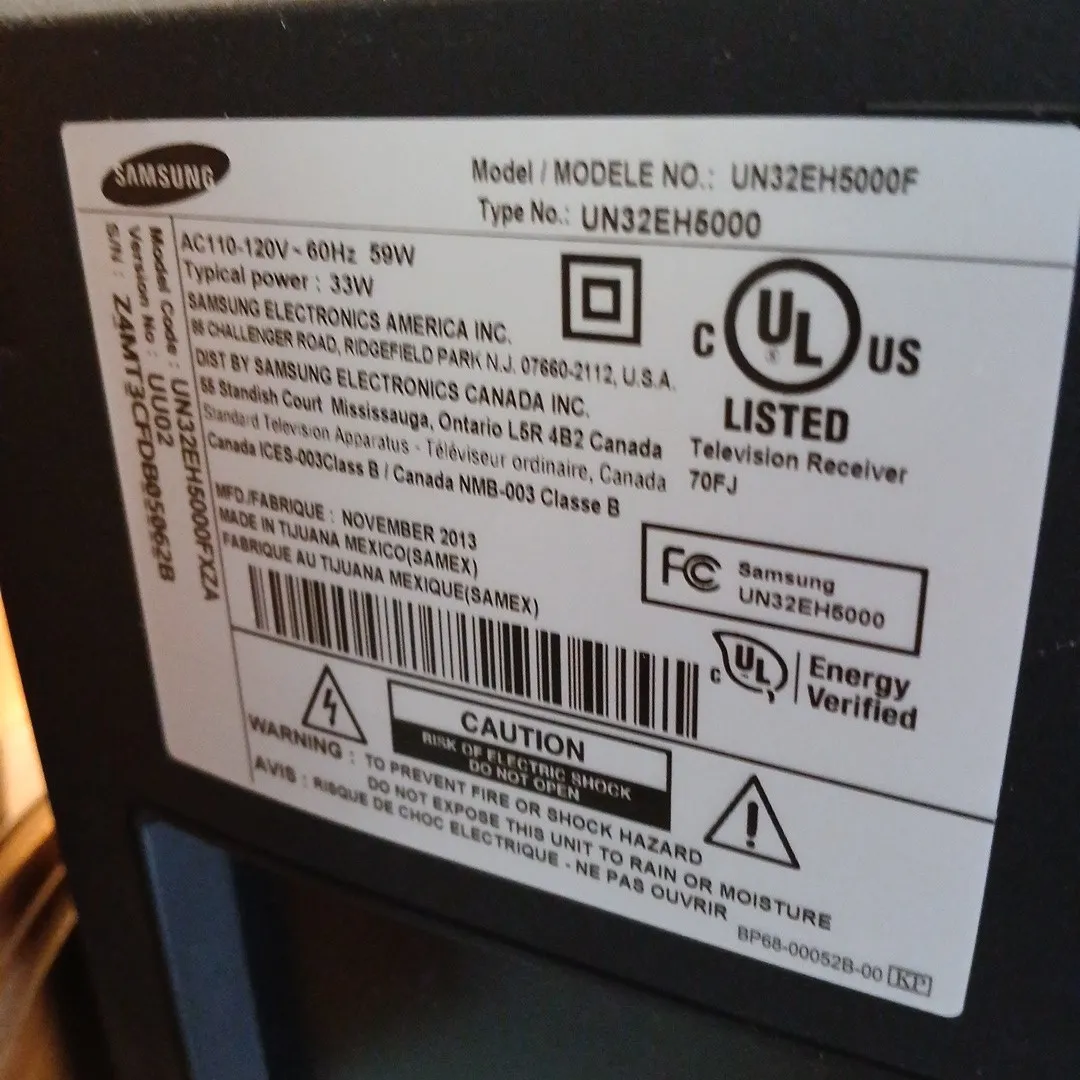 SAMSUNG
Model / MODELE NO.: UN32EH5000F
Type No.: UN32EH5000
Model Code : UN32EH5000FXZA
Version No : UU02
S/N : Z4MT3CFDB05062B
AC110-120V~60Hz 59W
Typical power : 33W
SAMSUNG ELECTRONICS AMERICA INC.
85 CHALLENGER ROAD, RIDGEFIELD PARK N.J. 07660-2112, U.S.A.
DIST BY SAMSUNG ELECTRONICS CANADA INC.
55 Standish Court Mississauga, Ontario L5R 4B2 Canada
Standard Television Apparatus - Téléviseur ordinaire, Canada
Canada ICES-003Class B / Canada NMB-003 Classe B
MFD./FABRIQUE : NOVEMBER 2013
MADE IN TIJUANA MEXICO(SAMEX)
FABRIQUE AU TIJUANA MEXIQUE(SAMEX)
C UL US
®
LISTED
Television Receiver
70FJ
FC Samsung
UN32EH5000
c UL Energy
Verified
CAUTION
RISK OF ELECTRIC SHOCK
DO NOT OPEN
WARNING : TO PREVENT FIRE OR SHOCK HAZARD
DO NOT EXPOSE THIS UNIT TO RAIN OR MOISTURE
AVIS : RISQUE DE CHOC ELECTRIQUE - NE PAS OUVRIR
BP68-00052B-00 KP